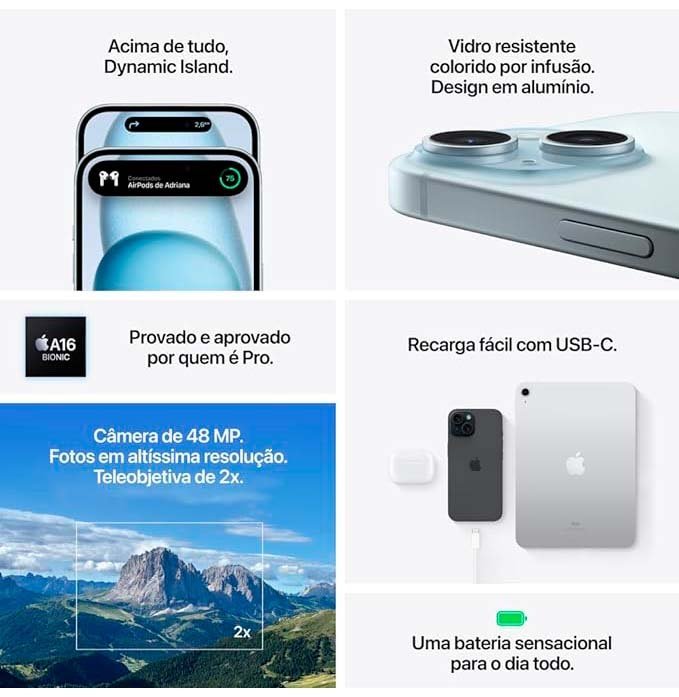 Acima de tudo,
Dynamic Island.
2,6km
Conectados
AirPods de Adriana
75
Vidro resistente
colorido por infusão.
Design em alumínio.
A16
BIONIC
Provado e aprovado
por quem é Pro.
Câmera de 48 MP.
Fotos em altíssima resolução.
Teleobjetiva de 2x.
2x
Recarga fácil com USB-C.
Uma bateria sensacional
para o dia todo.